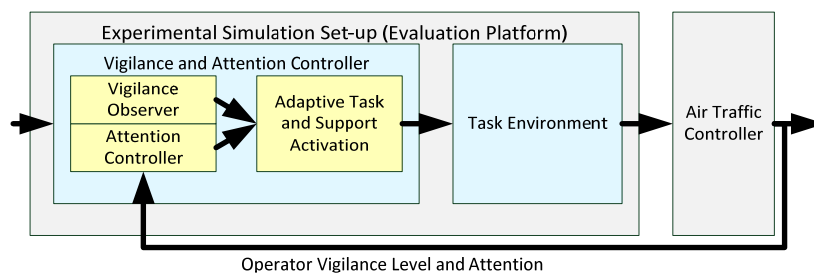 Experimental Simulation Set-up (Evaluation Platform)
Vigilance and Attention Controller
Vigilance
Observer
Attention
Controller
Adaptive Task
and Support
Activation
Task Environment
Air Traffic
Controller
Operator Vigilance Level and Attention